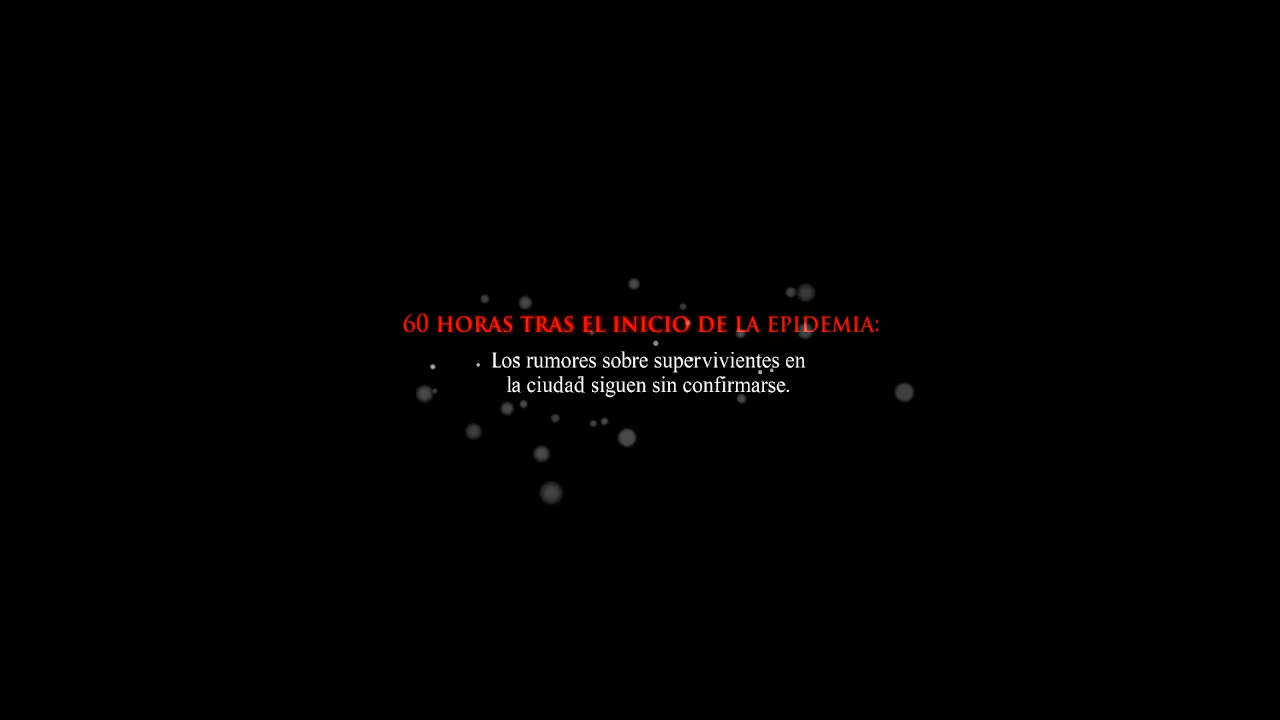 60 HORAS TRAS EL INICIO DE LA EPIDEMIA:
Los rumores sobre supervivientes en
la ciudad siguen sin confirmarse.